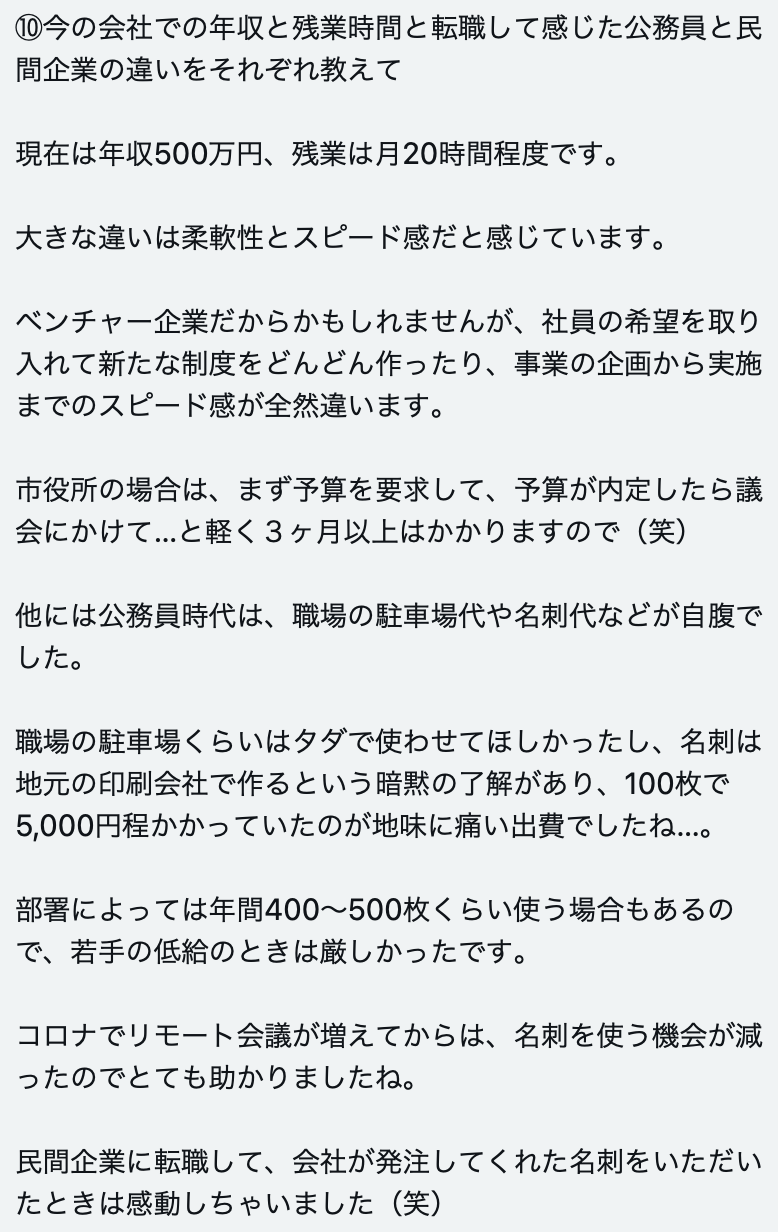 ⑩今の会社での年収と残業時間と転職して感じた公務員と民
間企業の違いをそれぞれ教えて
現在は年収500万円、残業は月20時間程度です。
大きな違いは柔軟性とスピード感だと感じています。
ベンチャー企業だからかもしれませんが、社員の希望を取り
入れて新たな制度をどんどん作ったり、事業の企画から実施
までのスピード感が全然違います。
市役所の場合は、まず予算を要求して、予算が内定したら議
会にかけて...と軽く３ヶ月以上はかかりますので（笑）
他には公務員時代は、職場の駐車場代や名刺代などが自腹で
した。
職場の駐車場くらいはタダで使わせてほしかったし、名刺は
地元の印刷会社で作るという暗黙の了解があり、100枚で
5,000円程かかっていたのが地味に痛い出費でしたね...。
部署によっては年間400〜500枚くらい使う場合もあるの
で、若手の低給のときは厳しかったです。
コロナでリモート会議が増えてからは、名刺を使う機会が減
ったのでとても助かりましたね。
民間企業に転職して、会社が発注してくれた名刺をいただい
たときは感動しちゃいました（笑）